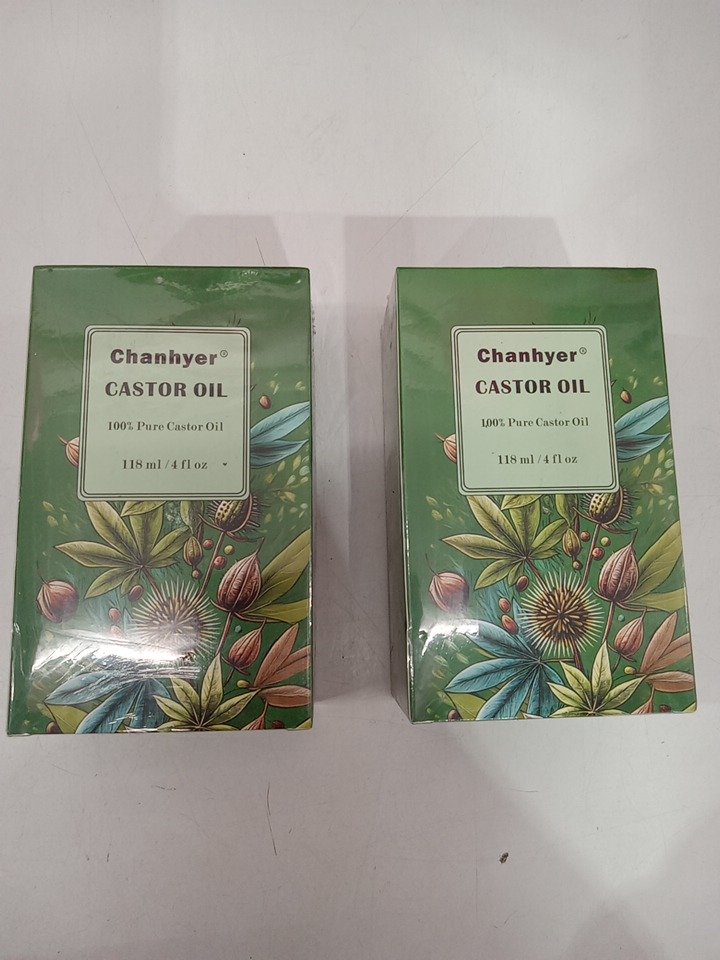 Chanhyer®
CASTOR OIL
100% Pure Castor Oil
118 ml / 4 fl oz
Chanhyer®
CASTOR OIL
100% Pure Castor Oil
118 ml / 4 fl oz